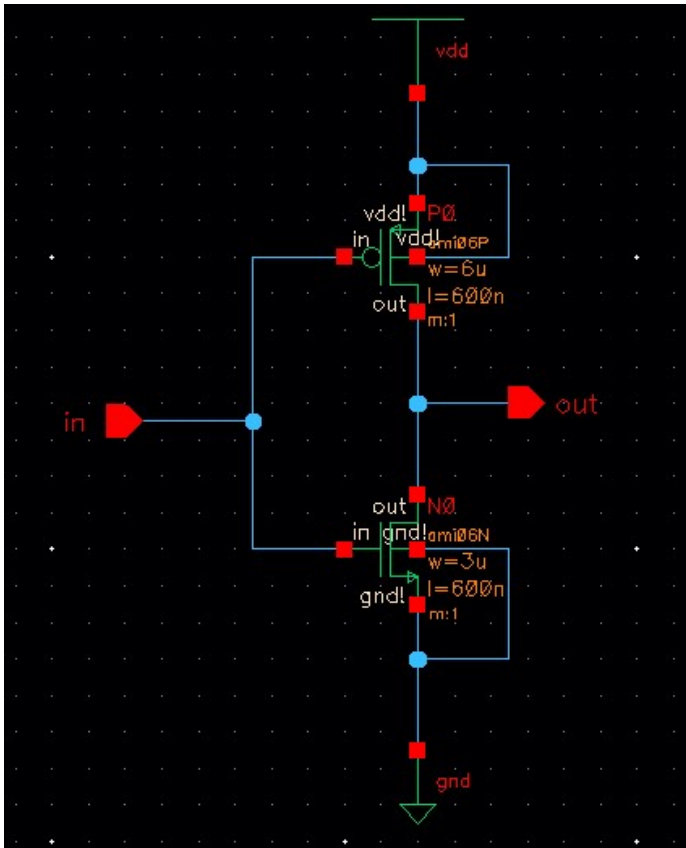 vdd
vdd! P0
in vdd! ami06P
w=6u
l=600n
out
m:1
in
out
out N0
in gnd! ami06N
w=3u
l=600n
gnd!
m:1
gnd